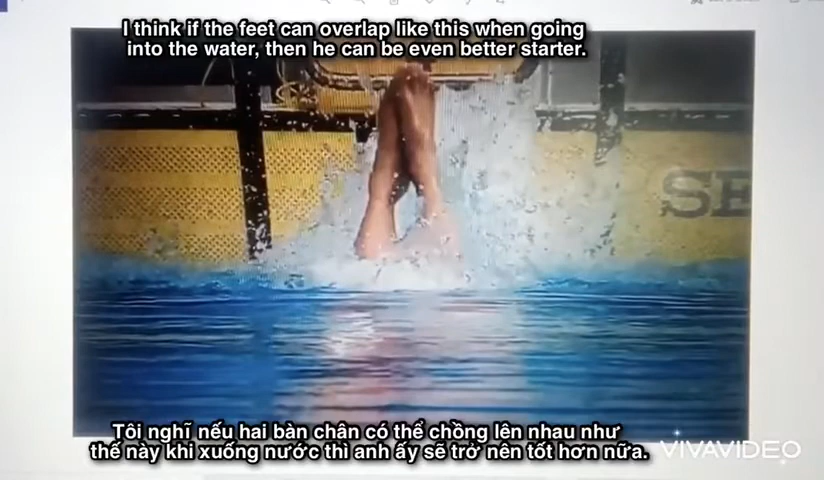 I think if the feet can overlap like this when going
into the water, then he can be even better starter.
SE
Tôi nghĩ nếu hai bàn chân có thể chồng lên nhau như
thế này khi xuống nước thì anh ấy sẽ trở nên tốt hơn nữa.
VIVAVIDEO